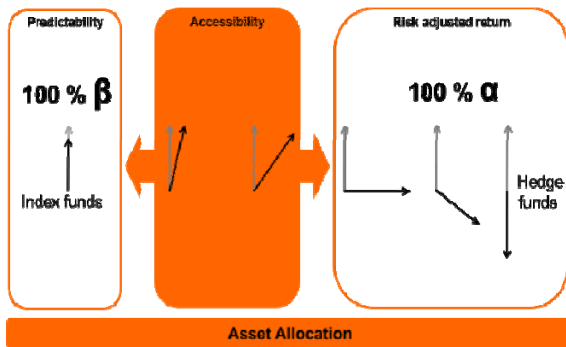 Predictability
Accessibility
Risk adjusted return
100 % β
100 % α
Index funds
Hedge
funds
Asset Allocation